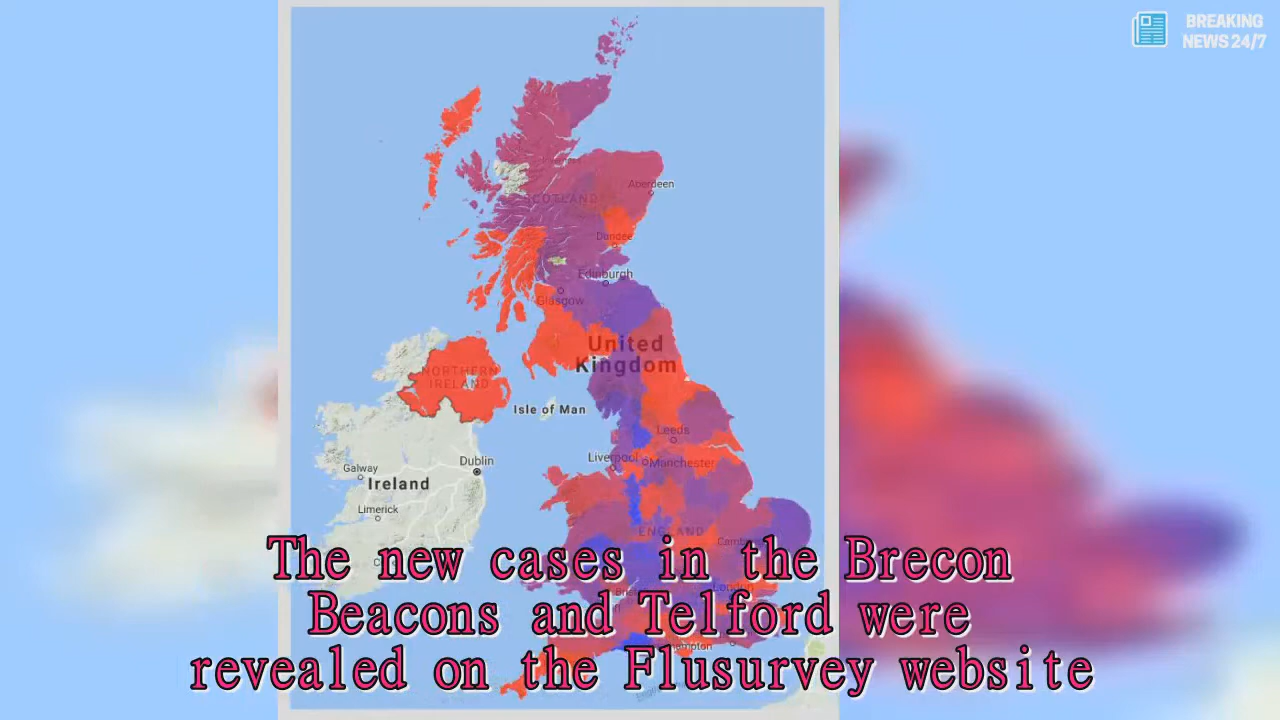 BREAKING
NEWS 24/7
Aberdeen
SCOTLAND
Dundee
Edinburgh
Glasgow
United
Kingdom
NORTHERN
IRELAND
Isle of Man
Leeds
Liverpool
Manchester
Galway
Dublin
Ireland
Limerick
ENGLAND
London
The new cases in the Brecon
Beacons and Telford were
revealed on the Flusurvey website